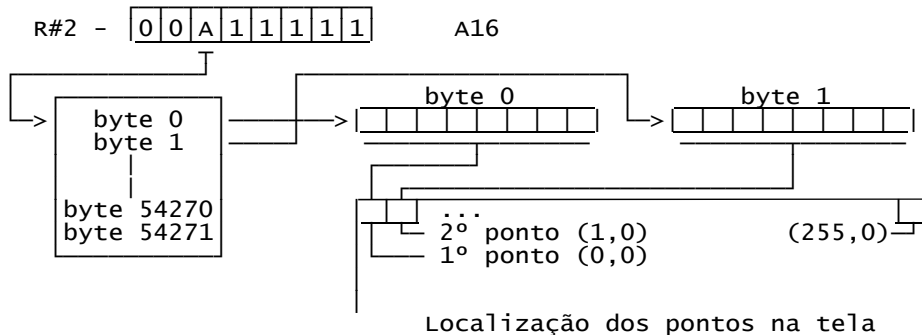 R#2 - 0 0 A 1 1 1 1 1 A16
byte 0 byte 1
byte 0
byte 1
byte 54270
byte 54271
...
2º ponto (1,0) (255,0)
1º ponto (0,0)
Localização dos pontos na tela